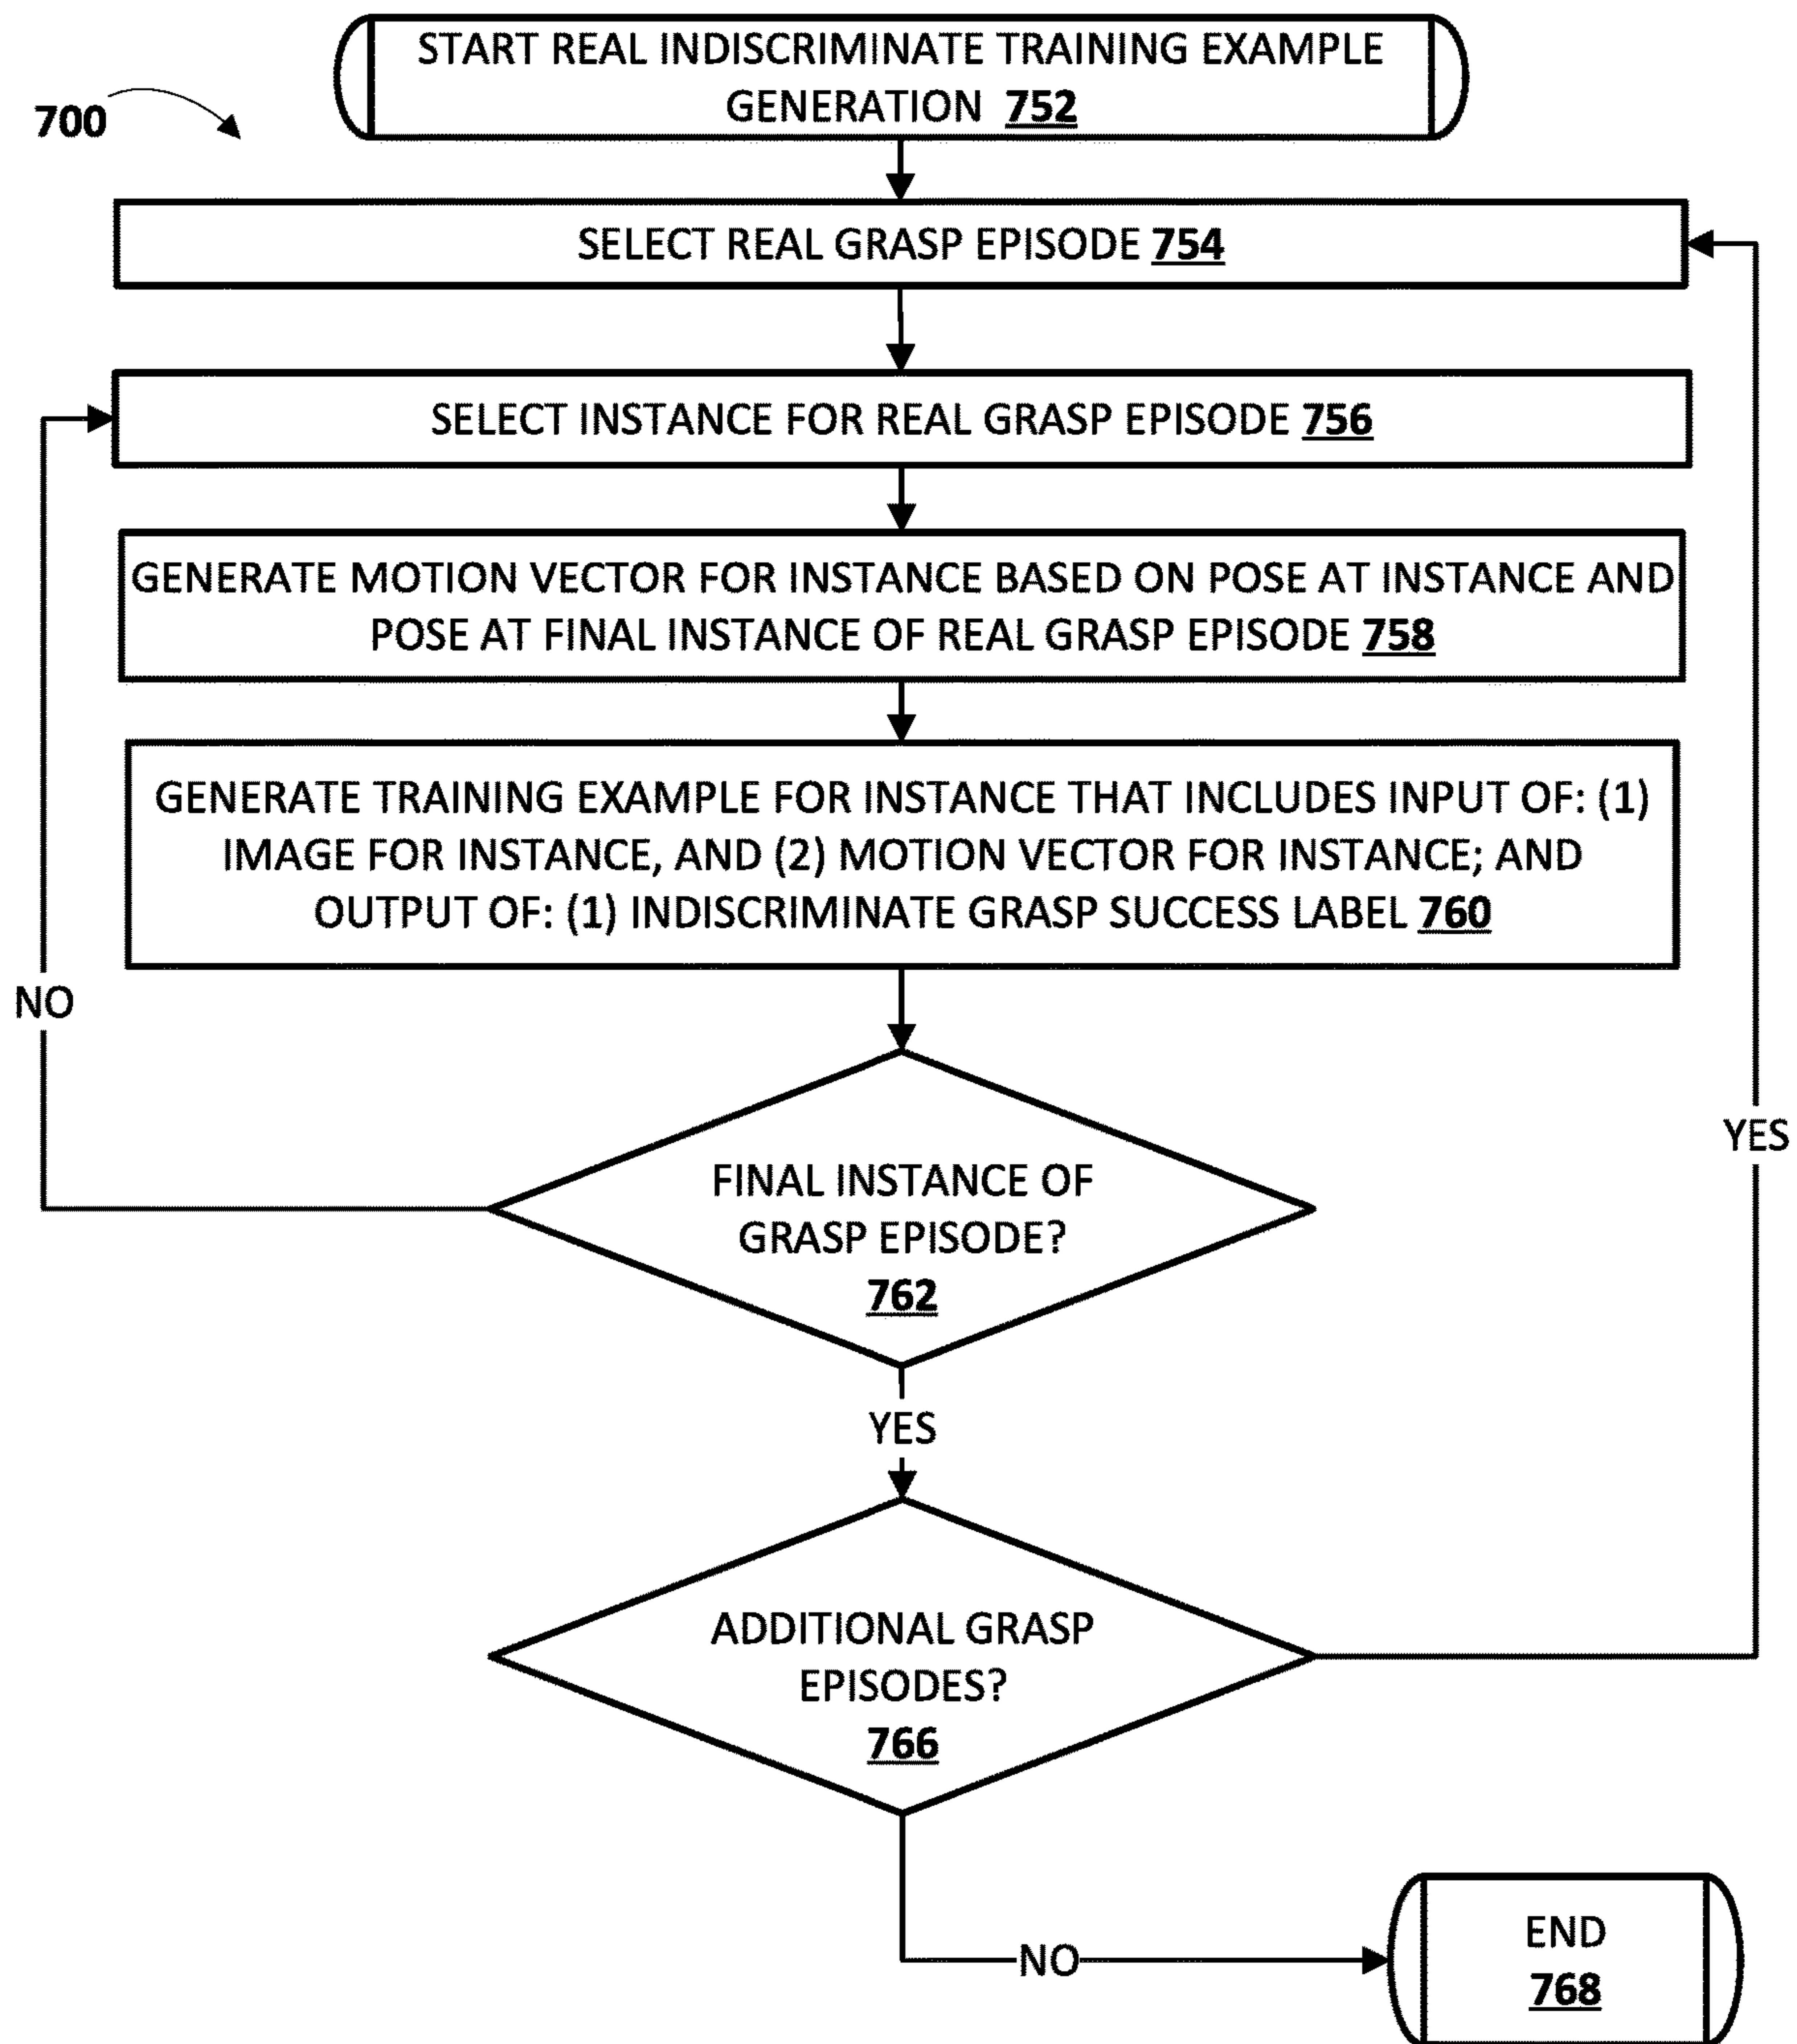 700
START REAL INDISCRIMINATE TRAINING EXAMPLE
GENERATION 752
SELECT REAL GRASP EPISODE 754
SELECT INSTANCE FOR REAL GRASP EPISODE 756
GENERATE MOTION VECTOR FOR INSTANCE BASED ON POSE AT INSTANCE AND
POSE AT FINAL INSTANCE OF REAL GRASP EPISODE 758
GENERATE TRAINING EXAMPLE FOR INSTANCE THAT INCLUDES INPUT OF: (1)
IMAGE FOR INSTANCE, AND (2) MOTION VECTOR FOR INSTANCE; AND
OUTPUT OF: (1) INDISCRIMINATE GRASP SUCCESS LABEL 760
NO
FINAL INSTANCE OF
GRASP EPISODE?
762
YES
YES
ADDITIONAL GRASP
EPISODES?
766
NO
END
768